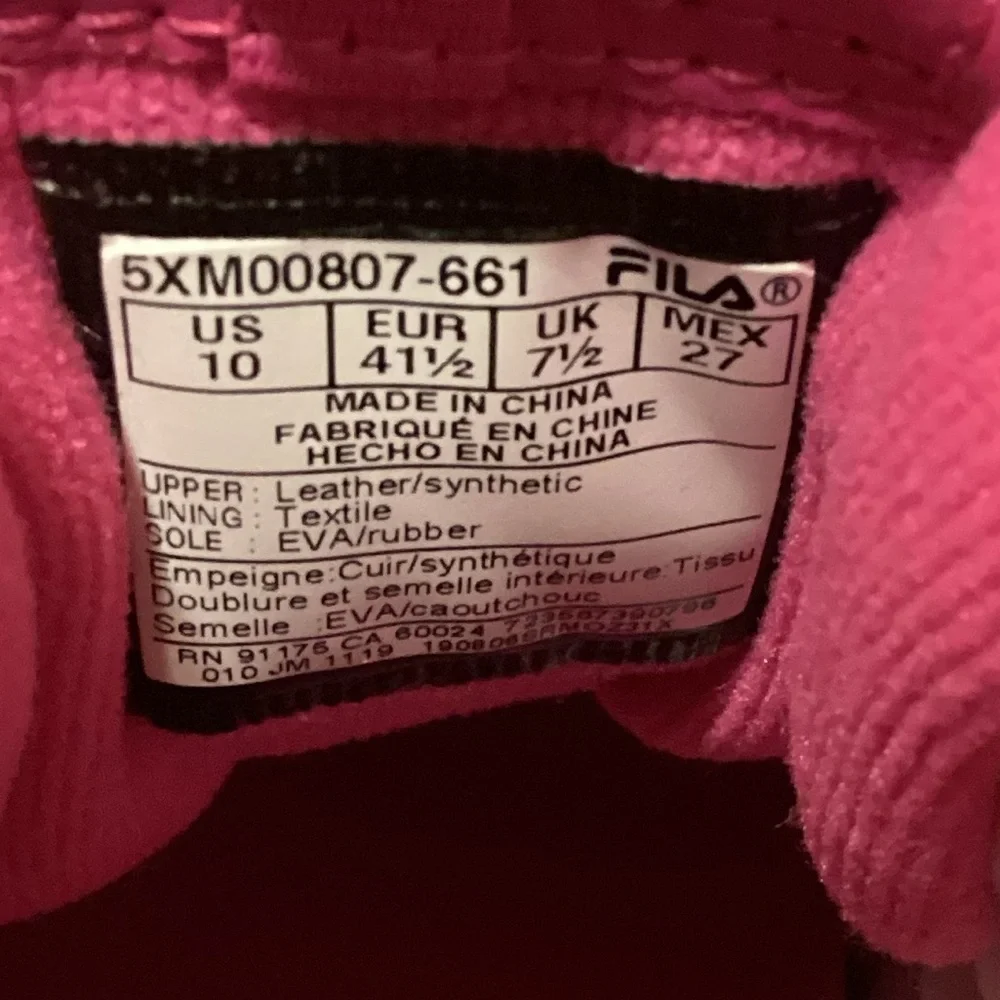 5XM00807-661 FILA®
US EUR UK MEX
10 41½ 7½ 27
MADE IN CHINA
FABRIQUÉ EN CHINE
HECHO EN CHINA
UPPER : Leather/synthetic
LINING : Textile
SOLE : EVA/rubber
Empeigne:Cuir/synthétique
Doublure et semelle intérieure:Tissu
Semelle :EVA/caoutchouc
RN 91175 CA 60024
010 JM 1119